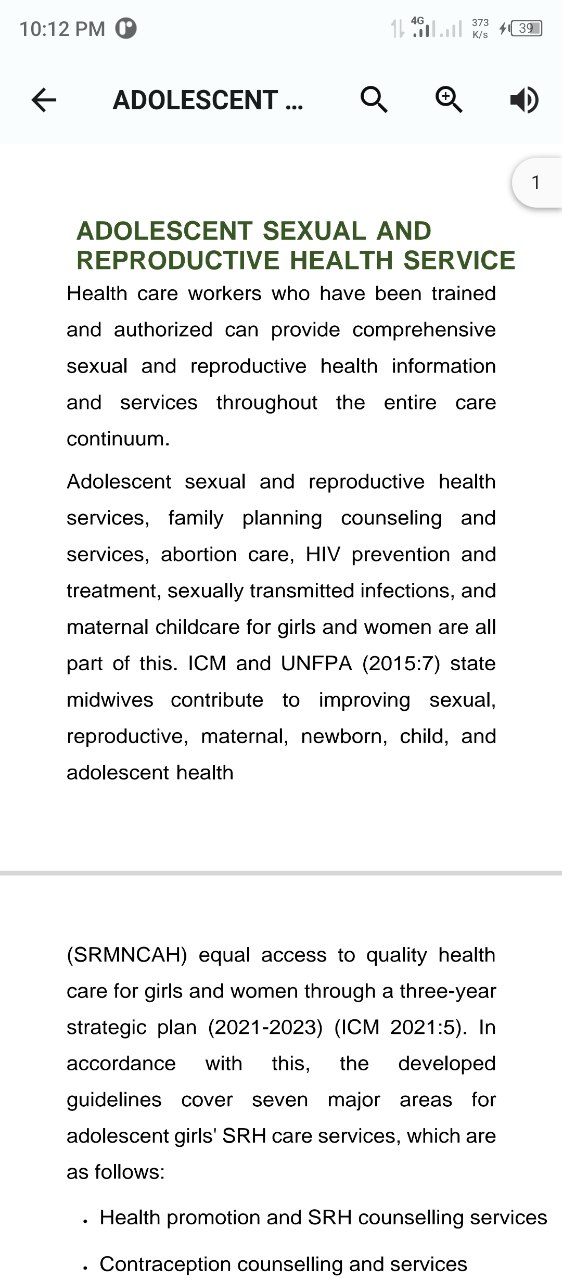 10:12 PM
4G
373
K/s
39
ADOLESCENT ...
1
ADOLESCENT SEXUAL AND
REPRODUCTIVE HEALTH SERVICE
Health care workers who have been trained
and authorized can provide comprehensive
sexual and reproductive health information
and services throughout the entire care
continuum.
Adolescent sexual and reproductive health
services, family planning counseling and
services, abortion care, HIV prevention and
treatment, sexually transmitted infections, and
maternal childcare for girls and women are all
part of this. ICM and UNFPA (2015:7) state
midwives contribute to improving sexual,
reproductive, maternal, newborn, child, and
adolescent health
(SRMNCAH) equal access to quality health
care for girls and women through a three-year
strategic plan (2021-2023) (ICM 2021:5). In
accordance with this, the developed
guidelines cover seven major areas for
adolescent girls' SRH care services, which are
as follows:
• Health promotion and SRH counselling services
• Contraception counselling and services